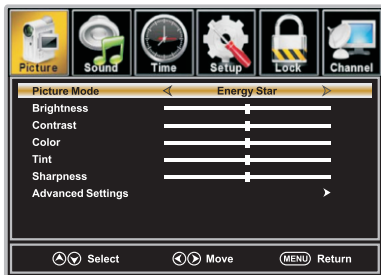 Picture Sound Time Setup Lock Channel
Picture Mode Energy Star
Brightness
Contrast
Color
Tint
Sharpness
Advanced Settings
Select Move MENU Return